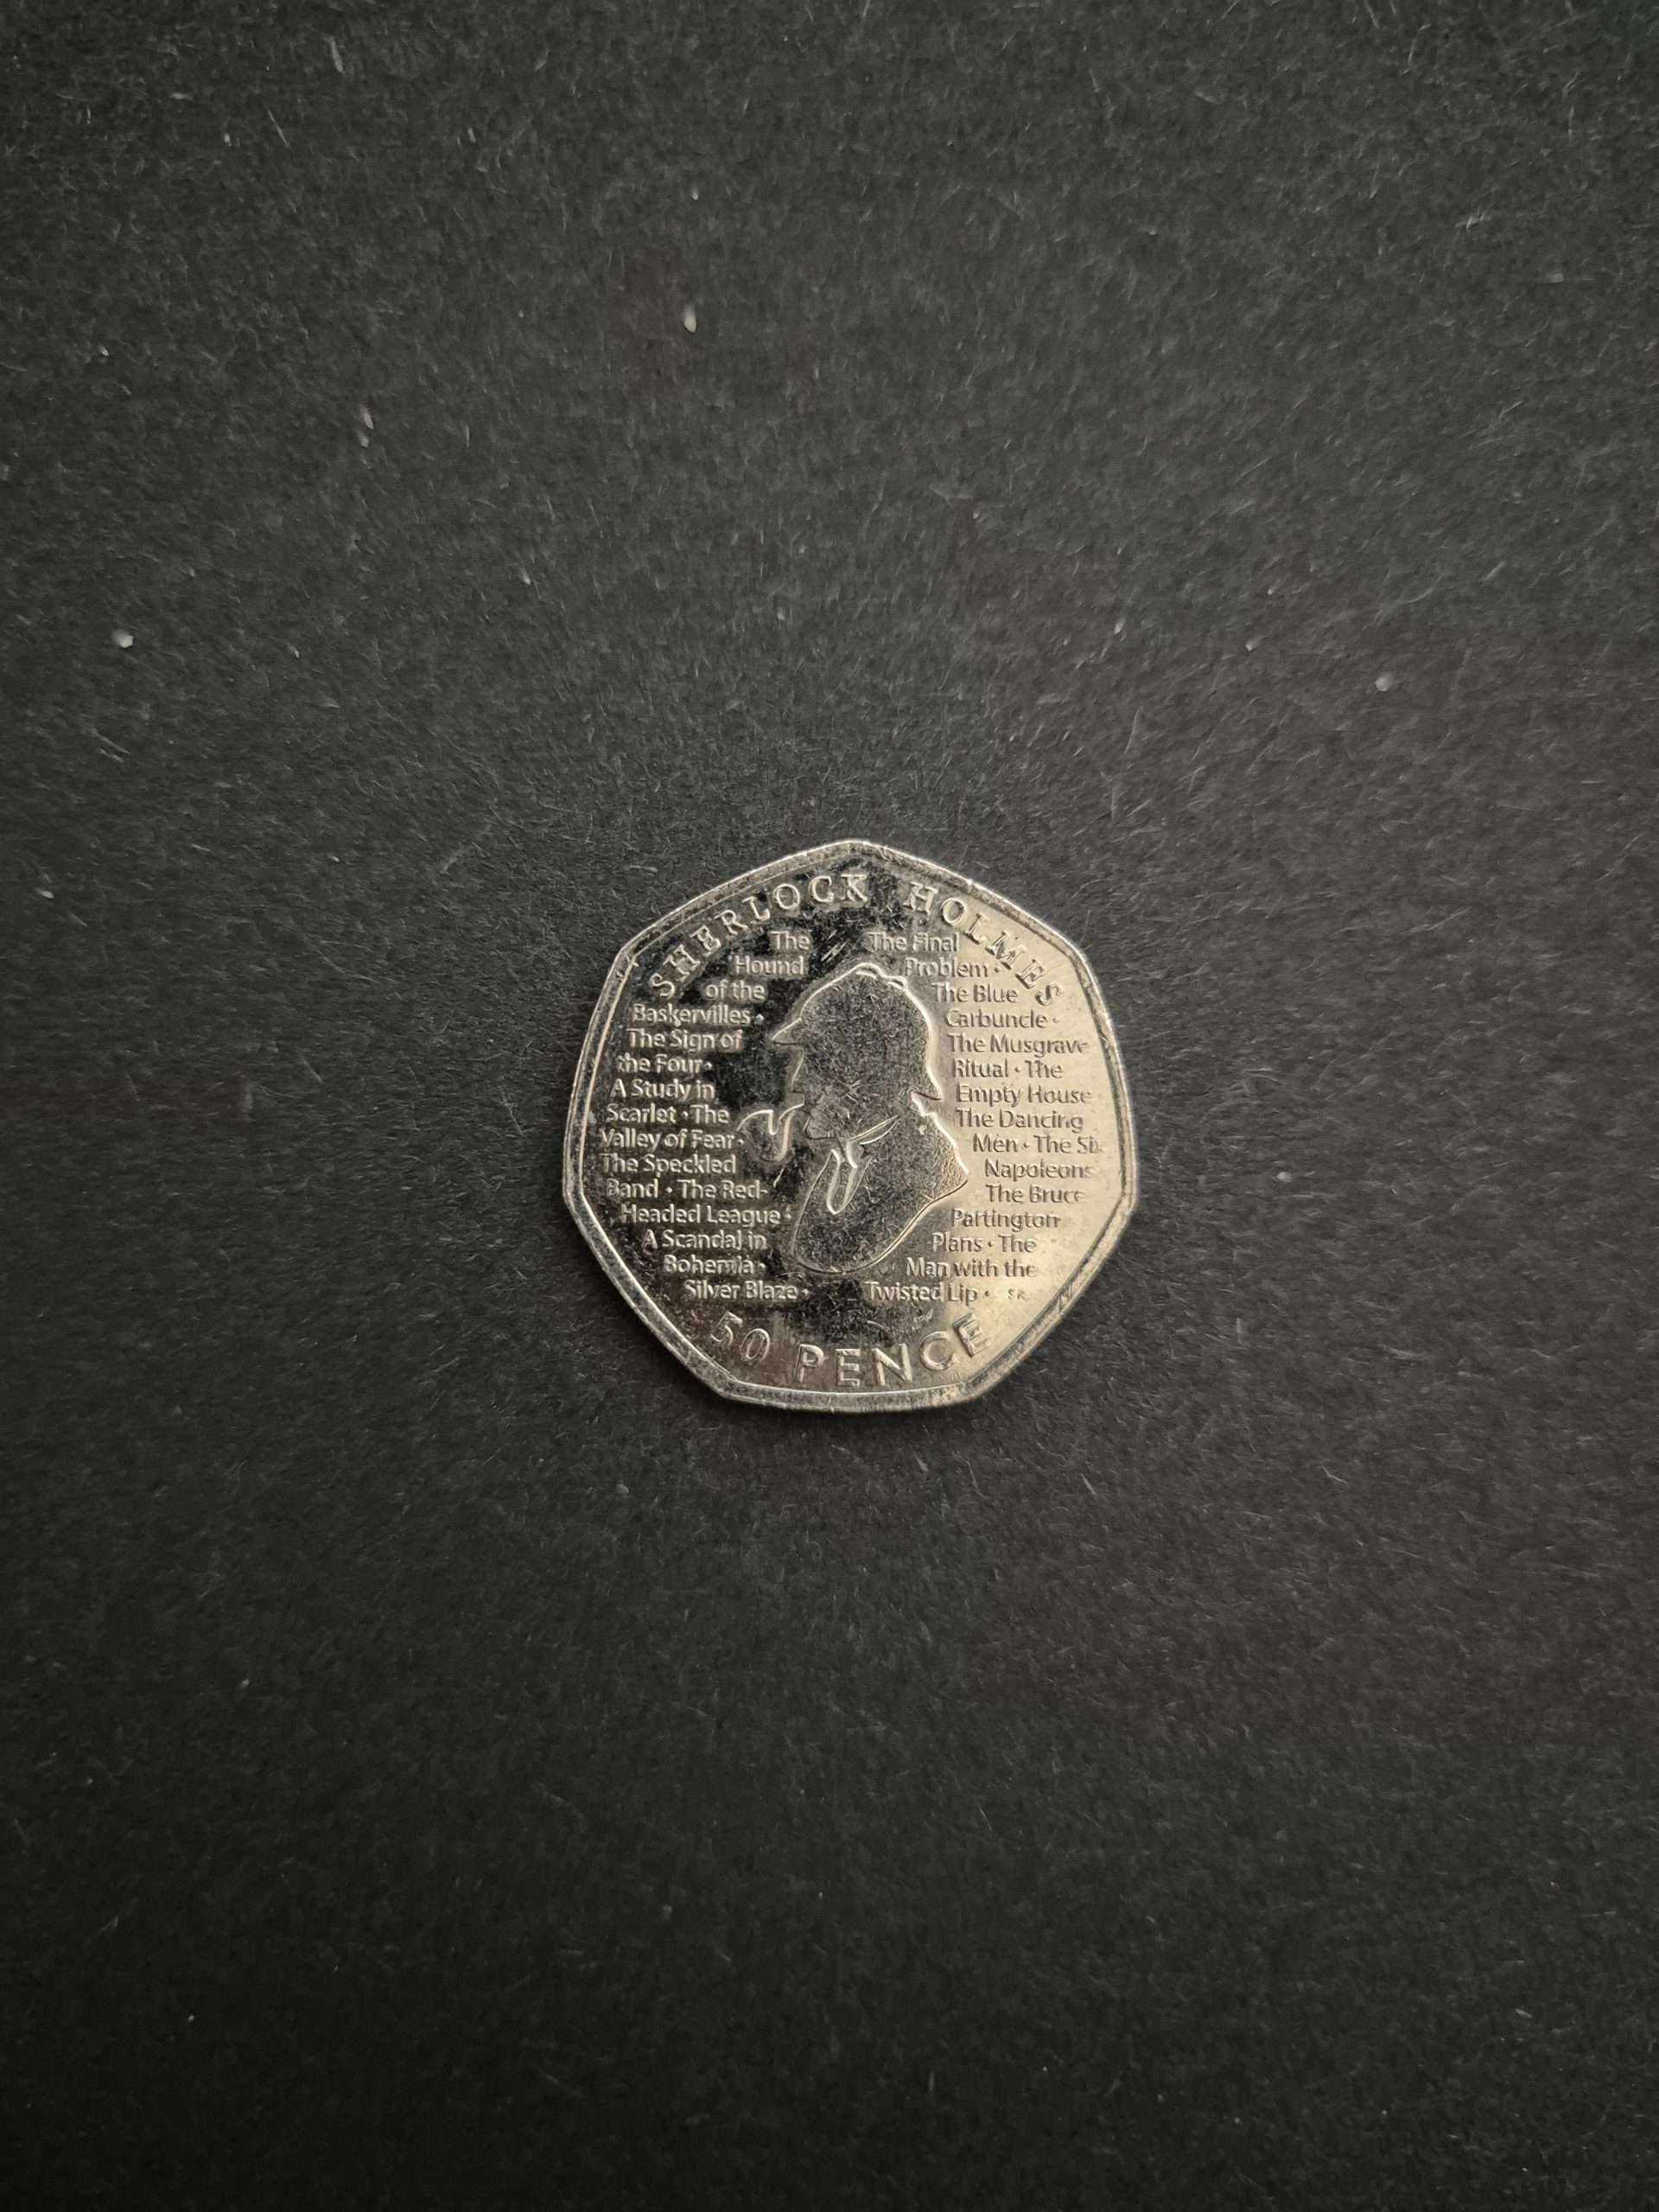 SHERLOCK HOLMES
The
Hound
of the
Baskervilles ·
The Sign of
the Four ·
A Study in
Scarlet · The
Valley of Fear ·
The Speckled
Band · The Red-
Headed League ·
A Scandal in
Bohemia ·
Silver Blaze ·
The Final
Problem ·
The Blue
Carbuncle ·
The Musgrave
Ritual · The
Empty House
The Dancing
Men · The Six
Napoleons
The Bruce
Partington
Plans · The
Man with the
Twisted Lip · SR
50 PENCE